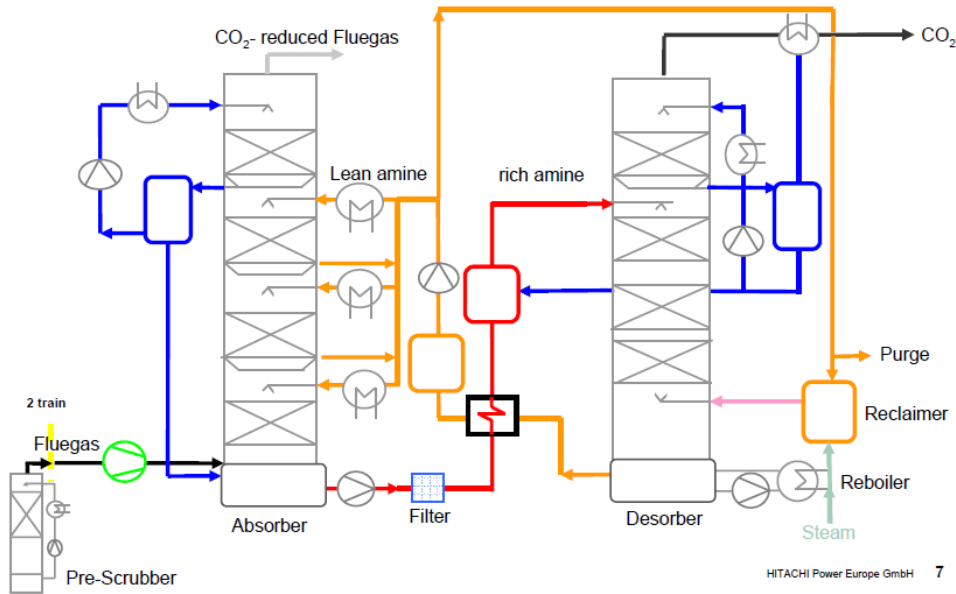 CO₂- reduced Fluegas
CO₂
Lean amine
rich amine
Purge
2 train
Reclaimer
Fluegas
Reboiler
Filter
Desorber
Absorber
Steam
Pre-Scrubber
HITACHI Power Europe GmbH 7